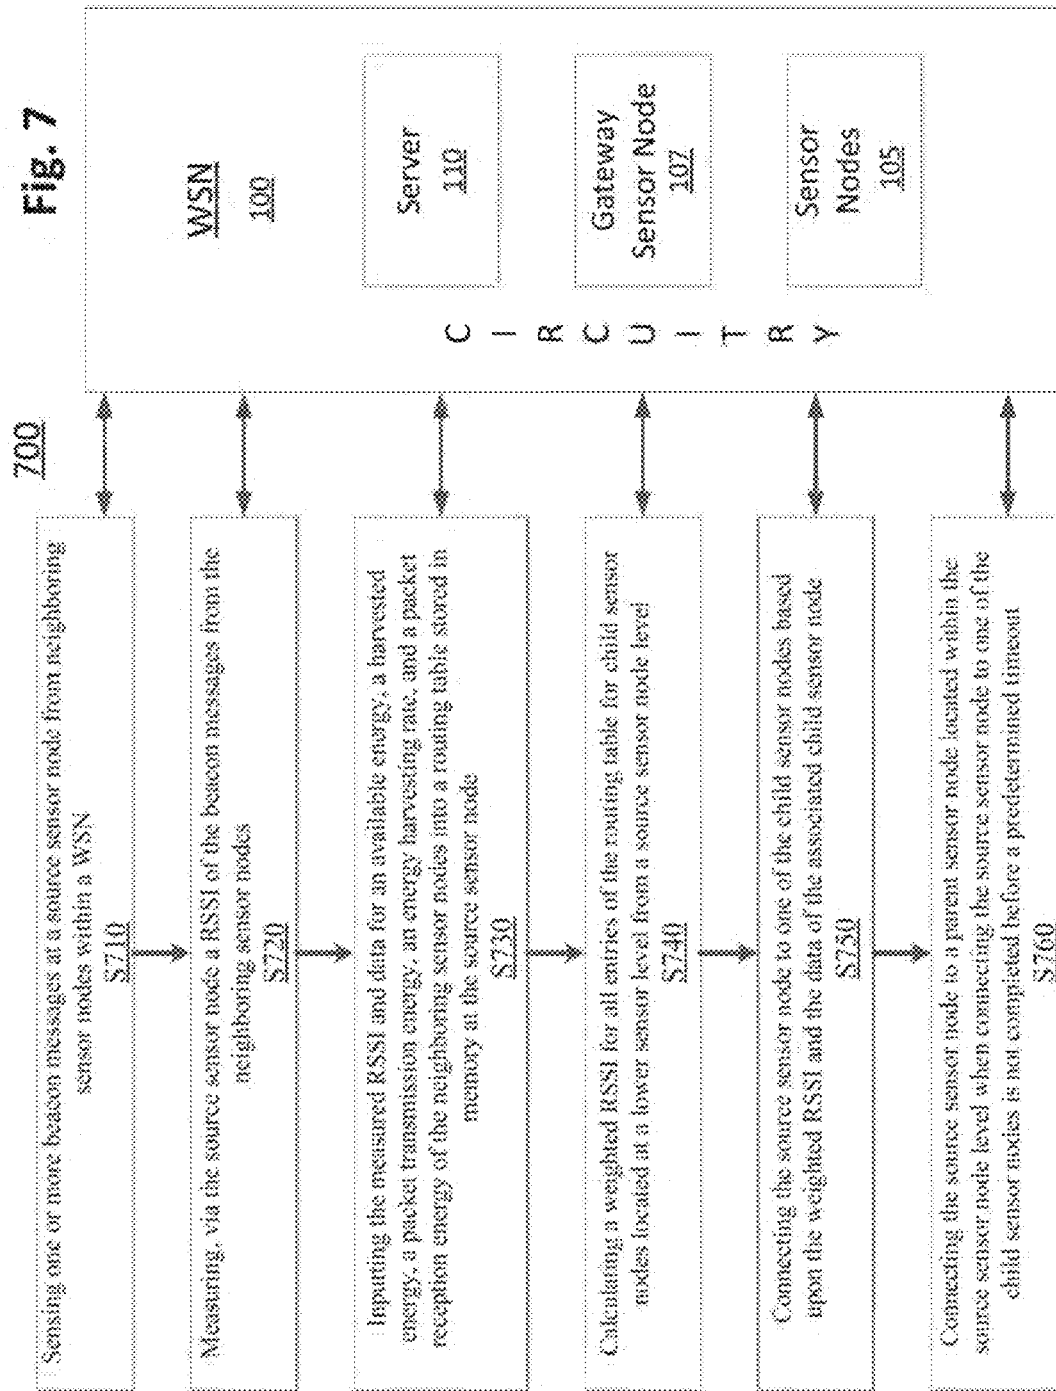 Fig. 7
700
Sensing one or more beacon messages at a source sensor node from neighboring
sensor nodes within a WSN
S710
Measuring, via the source sensor node a RSSI of the beacon messages from the
neighboring sensor nodes
S720
Inputing the measured RSSI and data for an available energy, a harvested
energy, a packet transmission energy, an energy harvesting rate, and a packet
reception energy of the neighboring sensor nodes into a routing table stored in
memory at the source sensor node
S730
Calculating a weighted RSSI for all entries of the routing table for child sensor
nodes located at a lower sensor level from a source sensor node level
S740
Connecting the source sensor node to one of the child sensor nodes based
upon the weighted RSSI and the data of the associated child sensor node
S750
Connecting the source sensor node to a parent sensor node located within the
source sensor node level when connecting the source sensor node to one of the
child sensor nodes is not completed before a predetermined timeout
S760
CIRCUITRY
WSN
100
Server
110
Gateway
Sensor Node
107
Sensor
Nodes
105